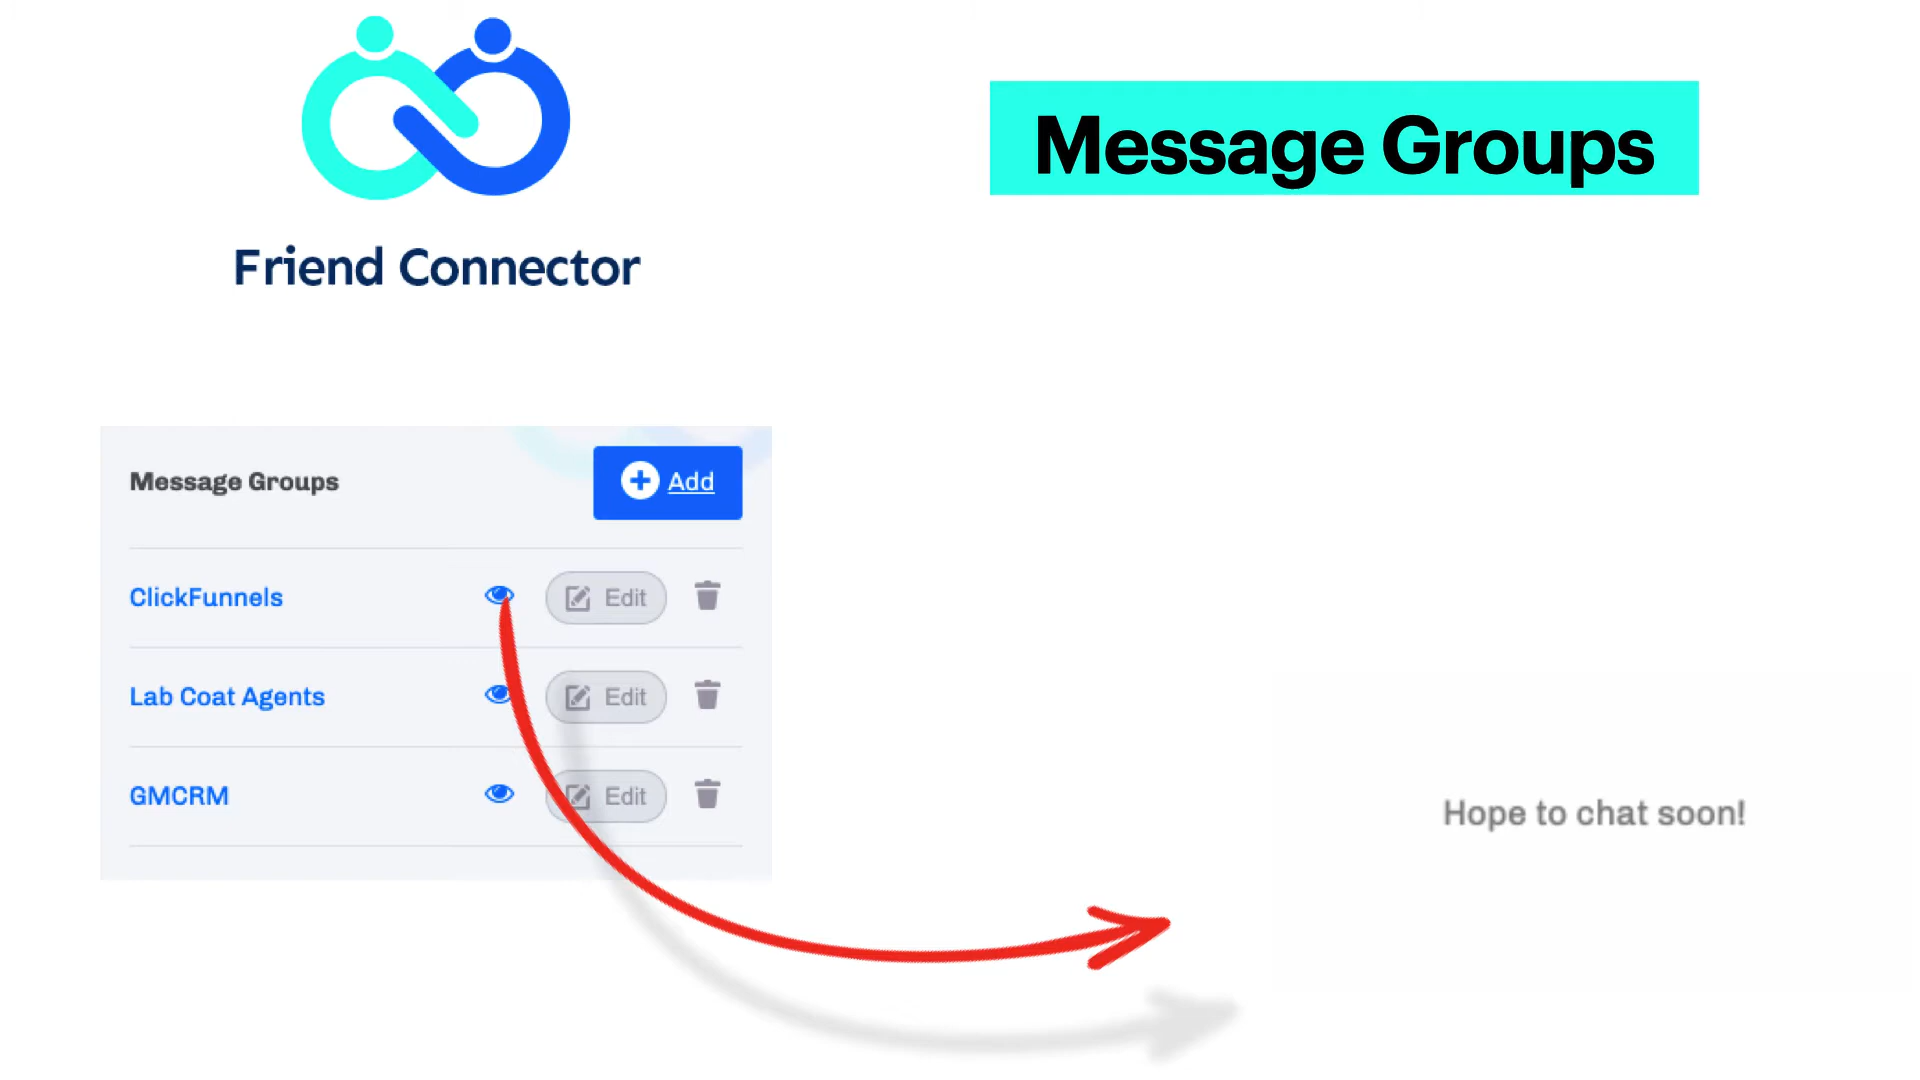 Friend Connector
Message Groups
Message Groups
Add
ClickFunnels
Edit
Lab Coat Agents
Edit
GMCRM
Edit
Hope to chat soon!